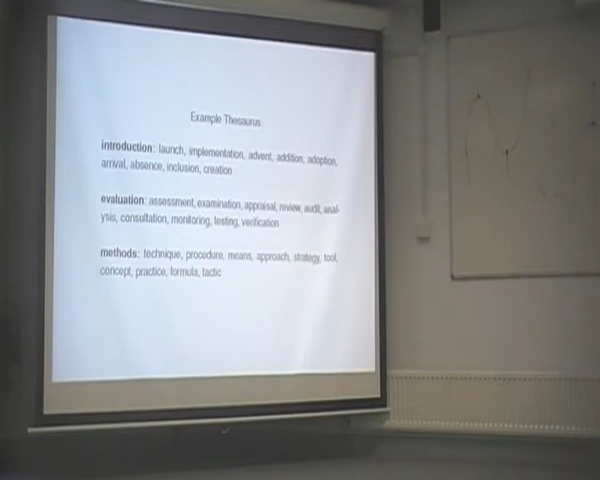 Example Thesaurus
introduction: launch, implementation, advent, addition, adoption,
arrival, absence, inclusion, creation
evaluation: assessment, examination, appraisal, review, audit, anal-
ysis, consultation, monitoring, testing, verification
methods: technique, procedure, means, approach, strategy, tool,
concept, practice, formula, tactic